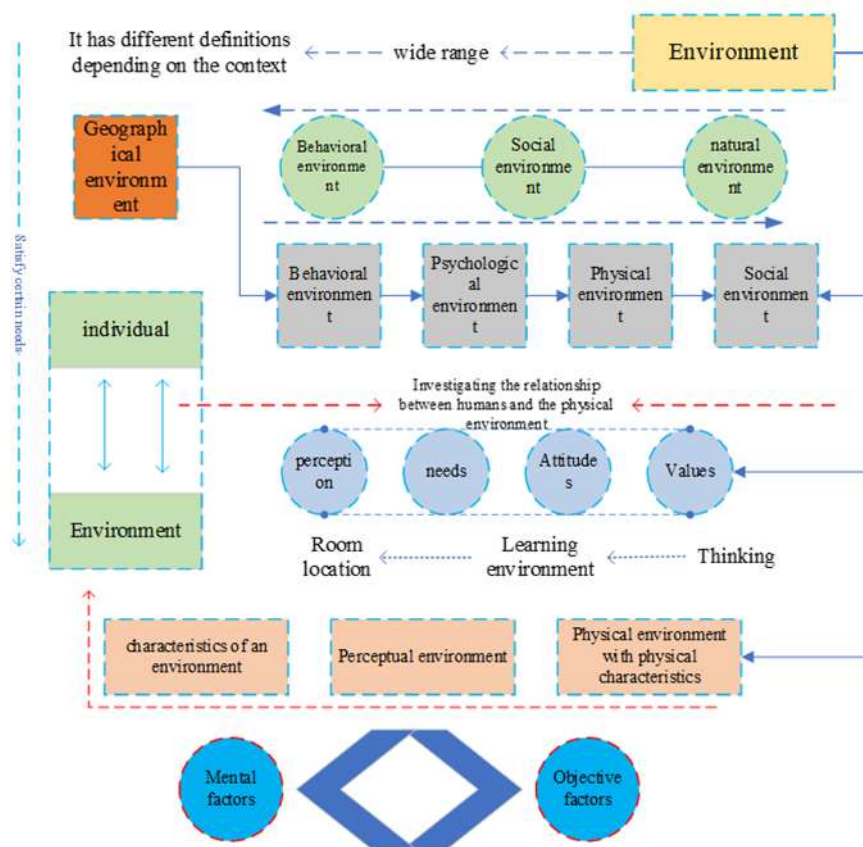 It has different definitions
depending on the context
wide range
Environment
Geograph
ical
environm
ent
Behavioral
environme
nt
Social
environme
nt
natural
environme
nt
Satisfy certain needs
Behavioral
environmen
t
Psychologi
cal
environmen
t
Physical
environmen
t
Social
environmen
t
individual
Environment
Investigating the relationship
between humans and the physical
environment
percepti
on
needs
Attitude
s
Values
Room
location
Learning
environment
Thinking
characteristics of an
environment
Perceptual environment
Physical environment
with physical
characteristics
Mental
factors
Objective
factors